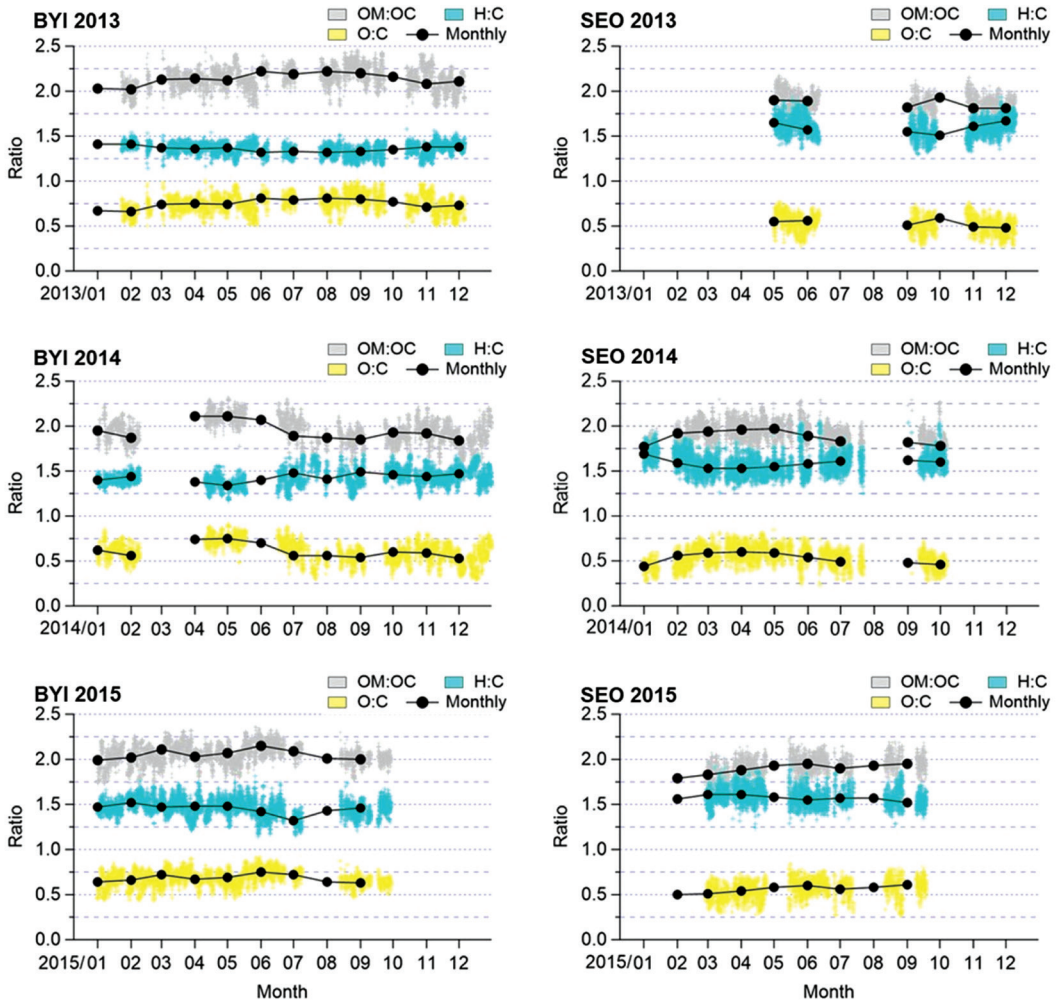 BYI 2013
OM:OC H:C
O:C Monthly
2.5
2.0
1.5
1.0
0.5
0.0
Ratio
2013/01 02 03 04 05 06 07 08 09 10 11 12
SEO 2013
OM:OC H:C
O:C Monthly
2.5
2.0
1.5
1.0
0.5
0.0
Ratio
2013/01 02 03 04 05 06 07 08 09 10 11 12
BYI 2014
OM:OC H:C
O:C Monthly
2.5
2.0
1.5
1.0
0.5
0.0
Ratio
2014/01 02 03 04 05 06 07 08 09 10 11 12
SEO 2014
OM:OC H:C
O:C Monthly
2.5
2.0
1.5
1.0
0.5
0.0
Ratio
2014/01 02 03 04 05 06 07 08 09 10 11 12
BYI 2015
OM:OC H:C
O:C Monthly
2.5
2.0
1.5
1.0
0.5
0.0
Ratio
2015/01 02 03 04 05 06 07 08 09 10 11 12
Month
SEO 2015
OM:OC H:C
O:C Monthly
2.5
2.0
1.5
1.0
0.5
0.0
Ratio
2015/01 02 03 04 05 06 07 08 09 10 11 12
Month